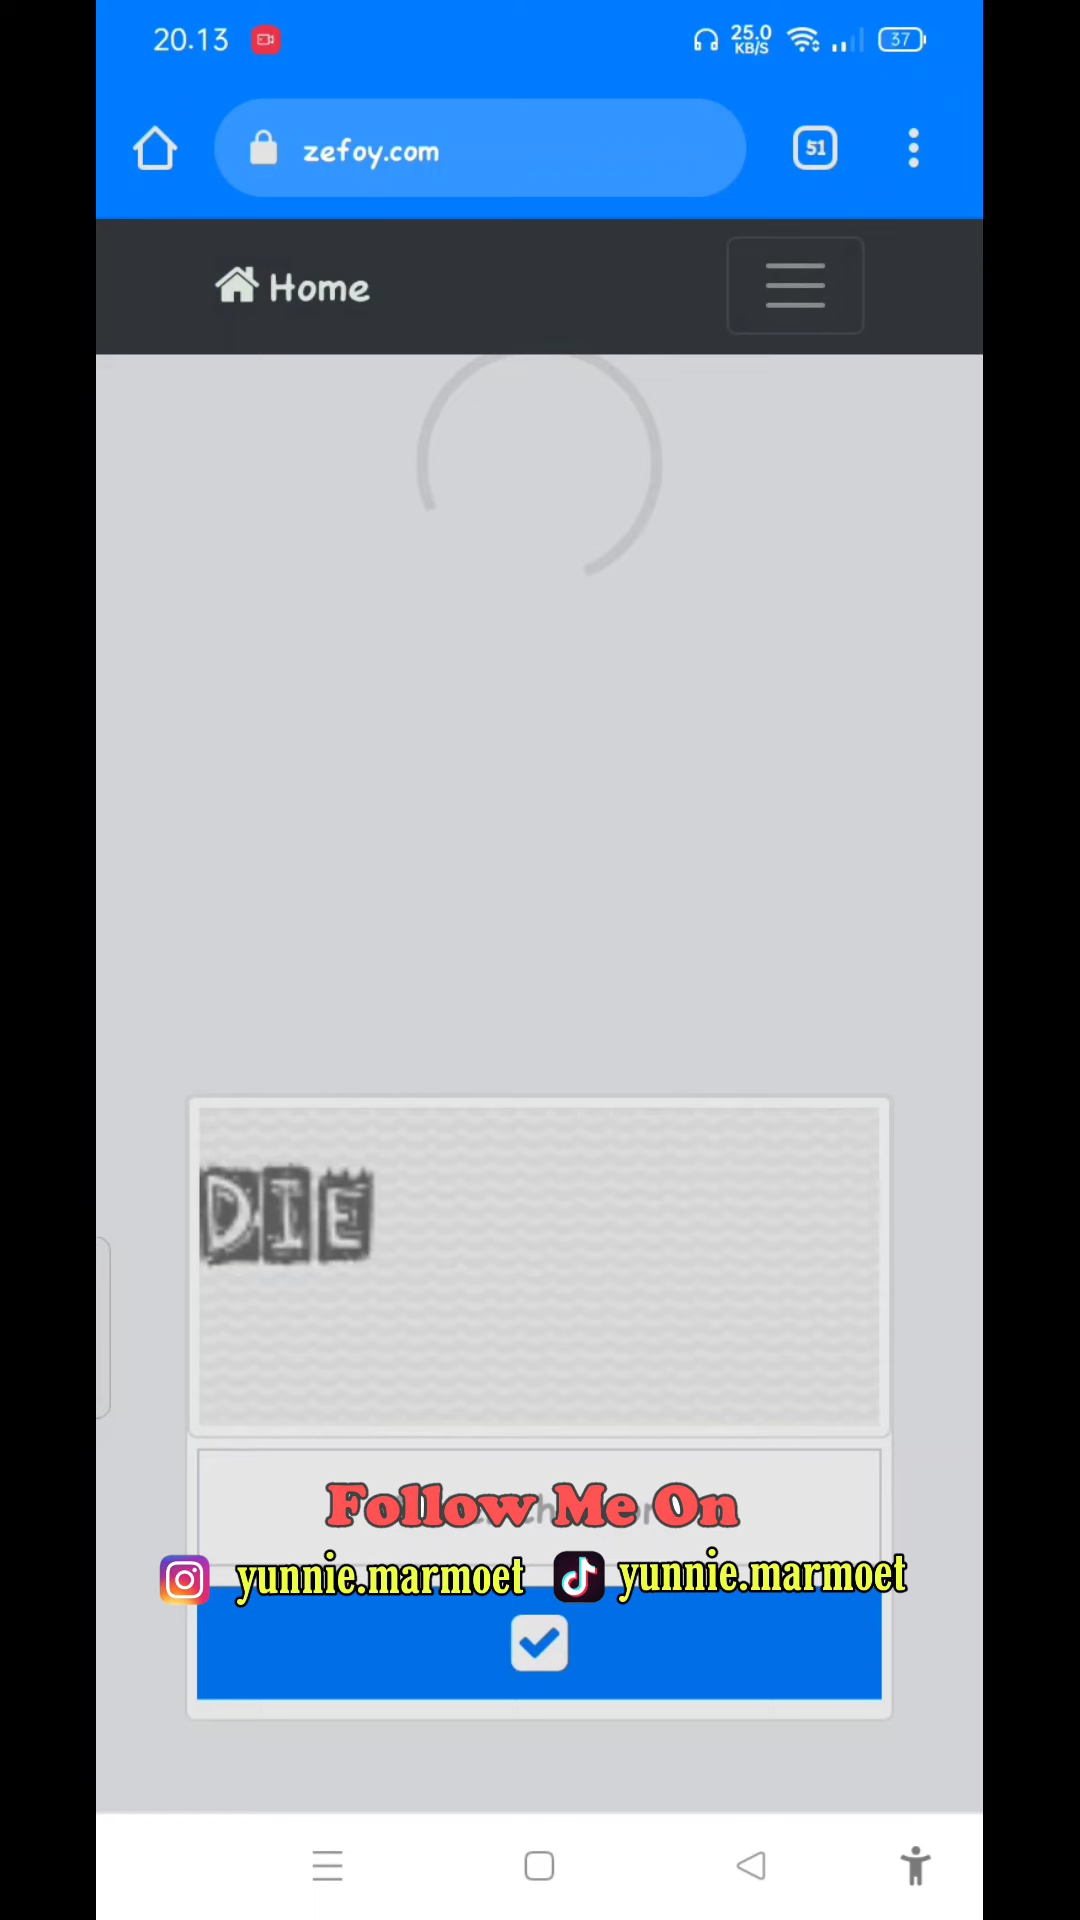 20.13 25.0 KB/S 37
zefoy.com 51
Home
DIE
Follow Me On
yunnie.marmoet yunnie.marmoet